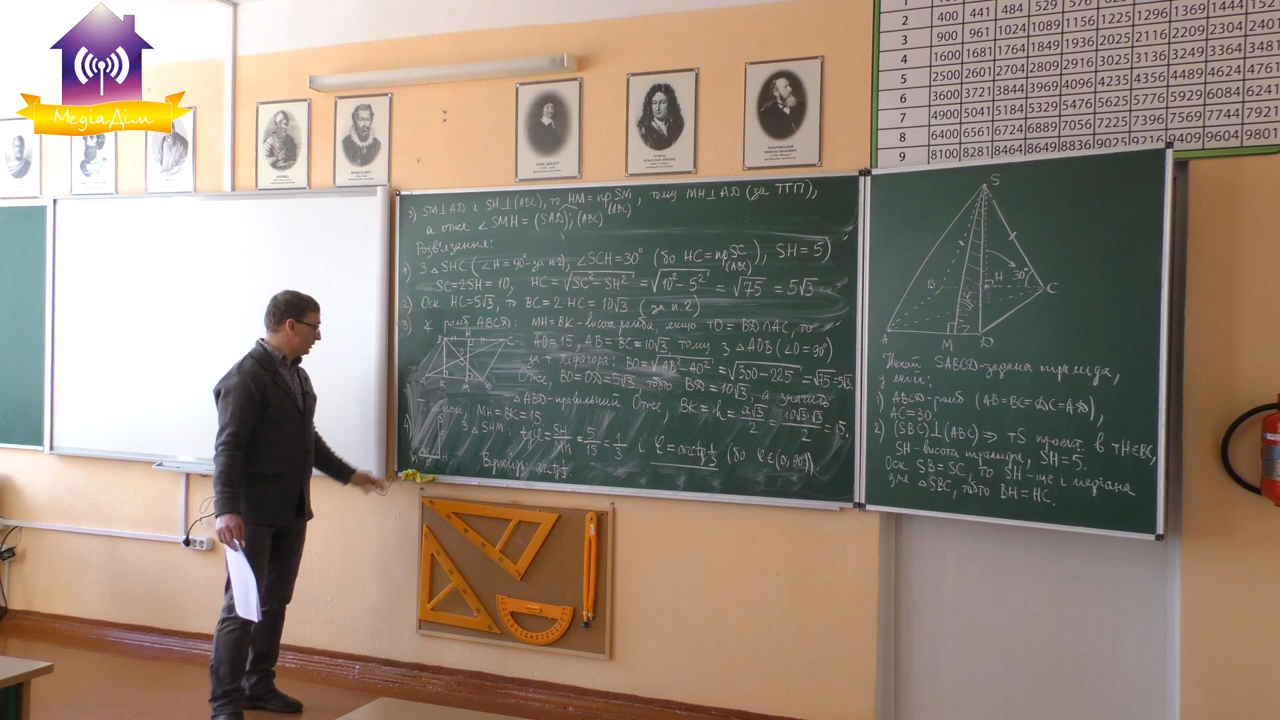 МедіаДім
400 441 484 529 576
900 961 1024 1089 1156 1225 1296 1369 1444
1600 1681 1764 1849 1936 2025 2116 2209 2304 2401
2500 2601 2704 2809 2916 3025 3136 3249 3364 3481
3600 3721 3844 3969 4096 4235 4356 4489 4624 4761
4900 5041 5184 5329 5476 5625 5776 5929 6084 6241
6400 6561 6724 6889 7056 7225 7396 7569 7744 7921
8100 8281 8464 8649 8836 9025 9216 9409 9604 9801
2
3
4
5
6
7
8
9
3) SM⊥AD і SH⊥(ABC), то HM = пр SM (ABC), тому MH⊥AD (за ТТП),
а отже ∠SMH = (SAD); (ABC)
Розв'язання:
1) З △SHC (∠H = 90° - за п.2), ∠SCH = 30° (бо HC = пр SC (ABC)), SH = 5)
SC = 2SH = 10, HC = √SC² - SH² = √10² - 5² = √75 = 5√3
2) Оск. HC = 5√3, то BC = 2·HC = 10√3 (за п.2)
3) ∢ ромб ABCD: MH = BK - висота ромба, якщо т.О = BD∩AC, то
AO = 15, AB = BC = 10√3, тому з △AOB (∠O = 90°)
за т. Піфагора: BO = √AB² - AO² = √300 - 225 = √75 = 5√3.
Отже, BO = OD = 5√3, тобто BD = 10√3, а значить
△ABD - правильний. Отже, BK = h = a√3/2 = 10√3·√3/2 = 15.
MH = BK = 15.
4) З △SHM: tgφ = SH/MH = 5/15 = 1/3 і φ = arctg 1/3 (бо φ∈(0; 90°)).
Відповідь: arctg 1/3
S
H
30°
B
C
A
M
D
Нехай SABCD - задана піраміда,
у якій:
1) ABCD - ромб (AB = BC = DC = AD),
AC = 30.
2) (SBC)⊥(ABC) ⇒ тS проект. в тH∈BC,
SH - висота піраміди, SH = 5.
Оск. SB = SC, то SH - ще і медіана
для △SBC, тобто BH = HC.